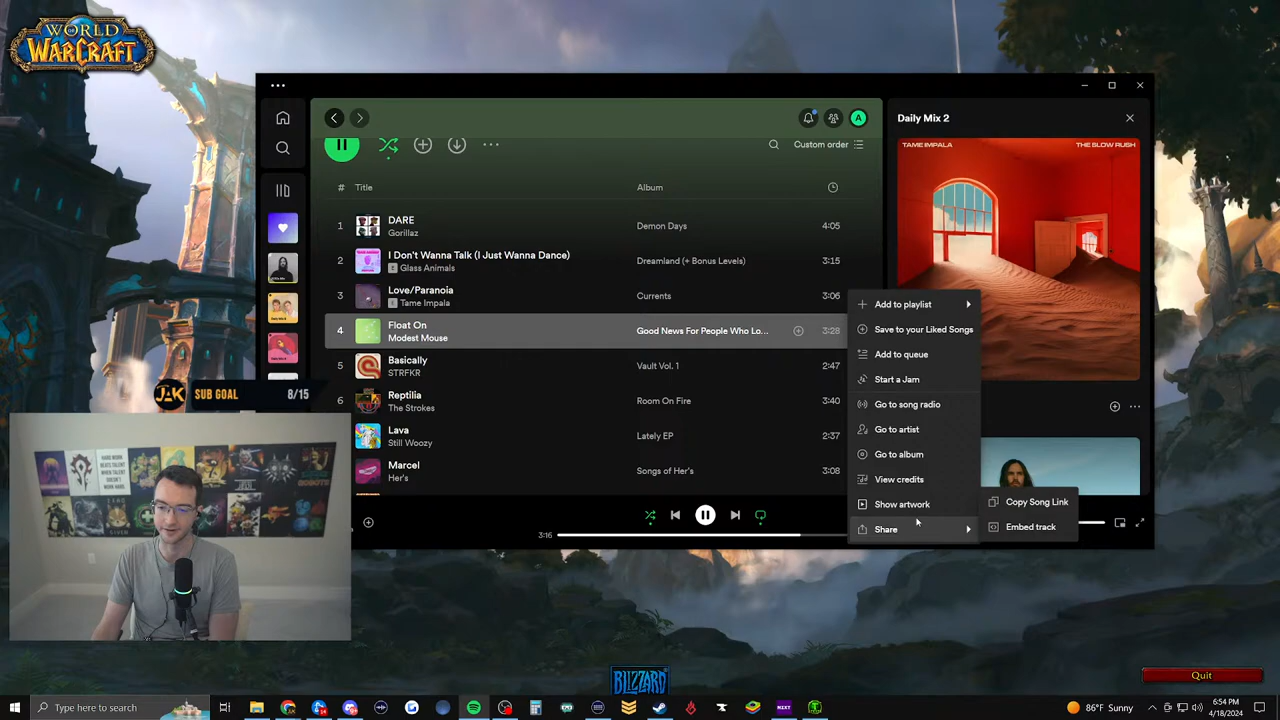 WORLD
OF
WARCRAFT
A
Daily Mix 2
Custom order
# Title Album
TAME IMPALA THE SLOW RUSH
1 DARE Demon Days 4:05
Gorillaz
2 I Don't Wanna Talk (I Just Wanna Dance) Dreamland (+ Bonus Levels) 3:15
E Glass Animals
3 Love/Paranoia Currents 3:06
E Tame Impala
4 Float On Good News For People Who Lo... 3:28
Modest Mouse
5 Basically Vault Vol. 1 2:47
STRFKR
6 Reptilia Room On Fire 3:40
The Strokes
Lava Lately EP 2:37
Still Woozy
Marcel Songs of Her's 3:08
Her's
Add to playlist
Save to your Liked Songs
Add to queue
Start a Jam
Go to song radio
Go to artist
Go to album
View credits
Show artwork
Share
Copy Song Link
Embed track
JAK SUB GOAL 8/15
3:16
BLIZZARD
Quit
Type here to search
NEXT
86°F Sunny
6:54 PM
4/18/2024